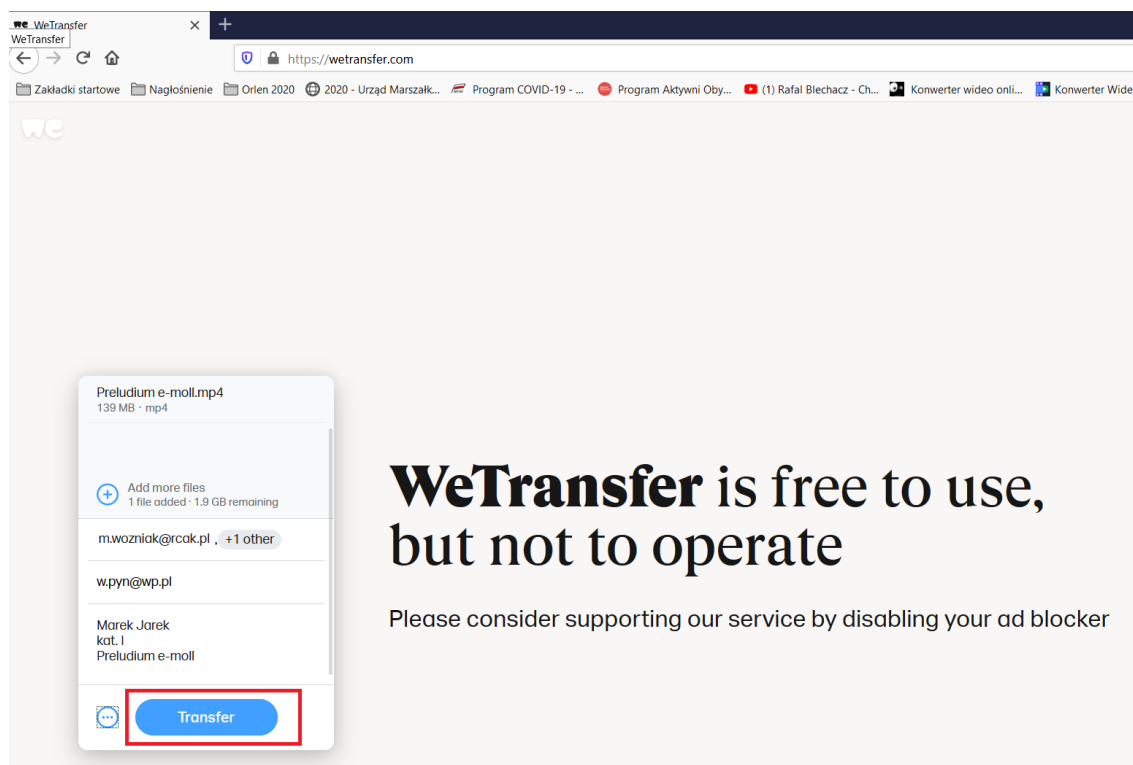 we WeTransfer
WeTransfer
https://wetransfer.com
Zakładki startowe Nagłośnienie Orlen 2020 2020 - Urząd Marszałk... Program COVID-19 - ... Program Aktywni Oby... (1) Rafal Blechacz - Ch... Konwerter wideo onli... Konwerter Wide
we
Preludium e-moll.mp4
139 MB · mp4
Add more files
1 file added · 1.9 GB remaining
m.wozniak@rcak.pl , +1 other
w.pyn@wp.pl
Marek Jarek
kat. I
Preludium e-moll
Transfer
WeTransfer is free to use,
but not to operate
Please consider supporting our service by disabling your ad blocker